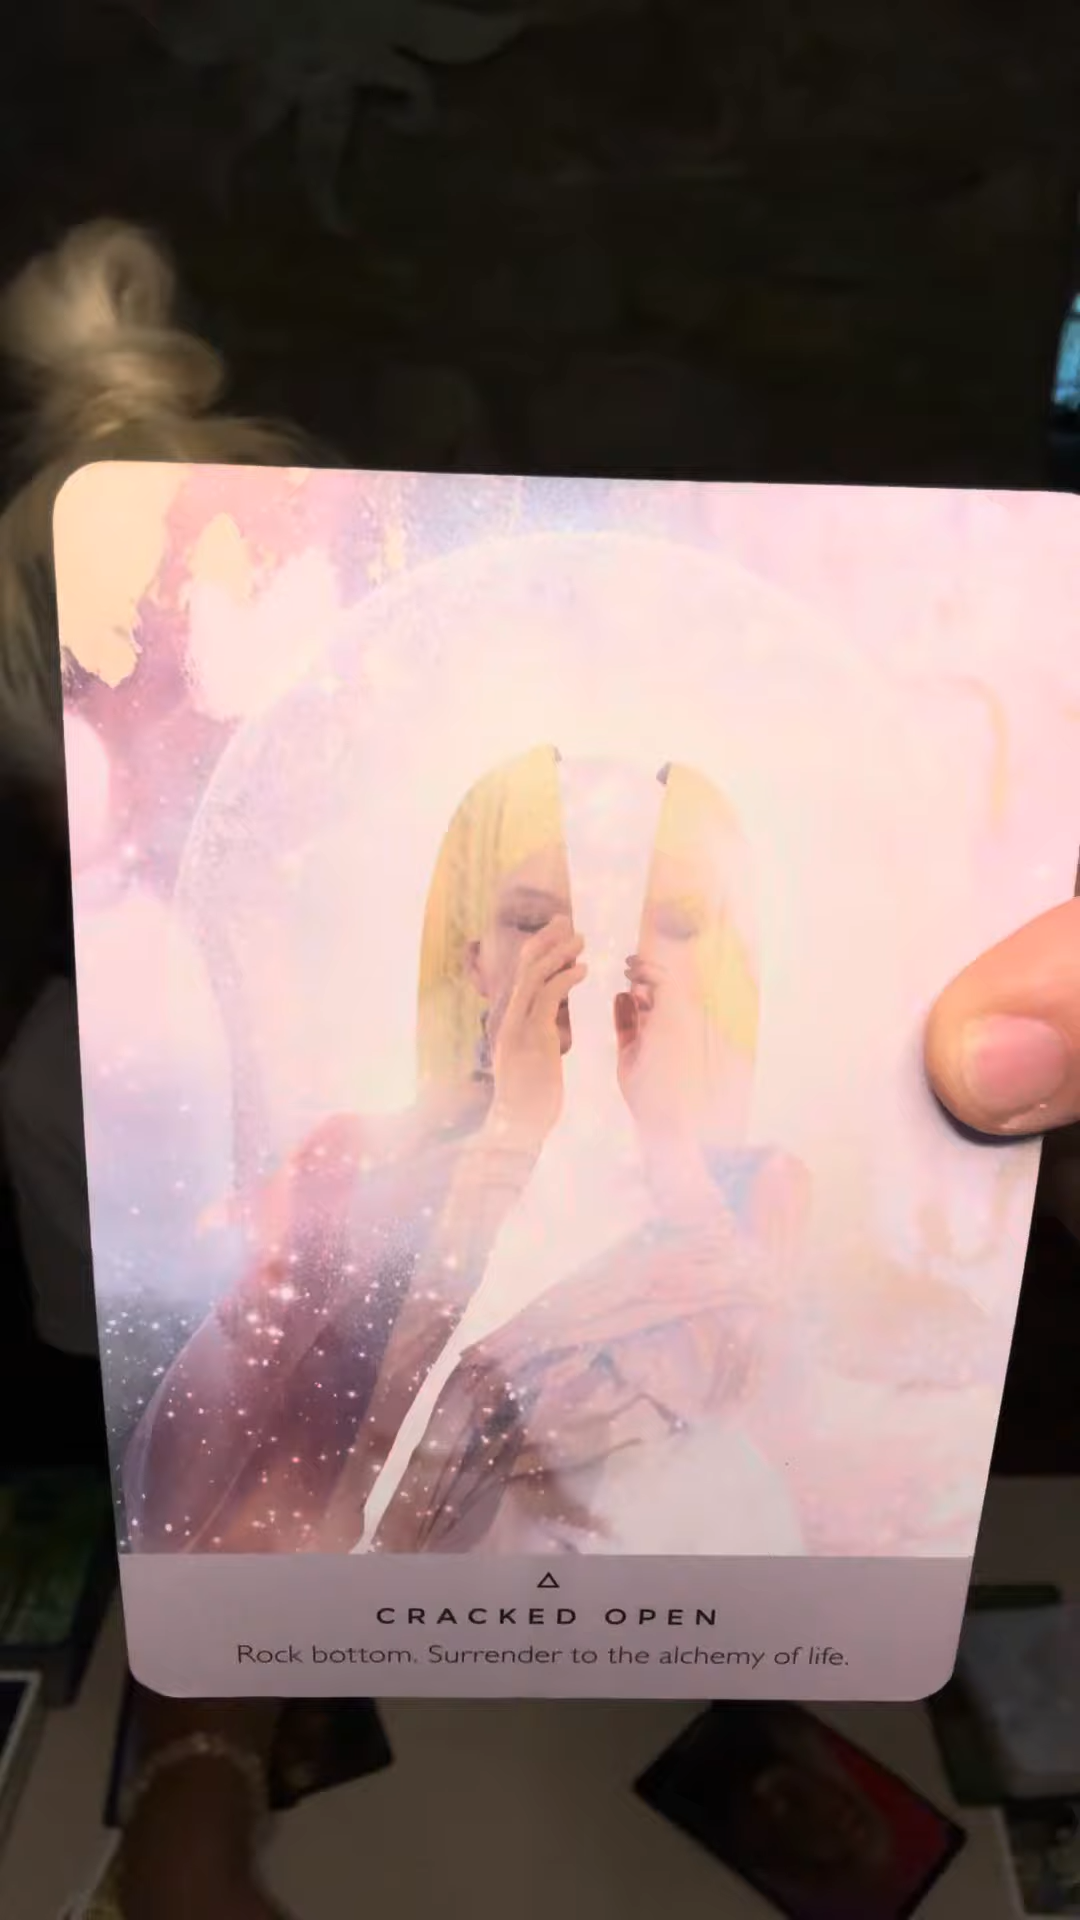 CRACKED OPEN
Rock bottom. Surrender to the alchemy of life.